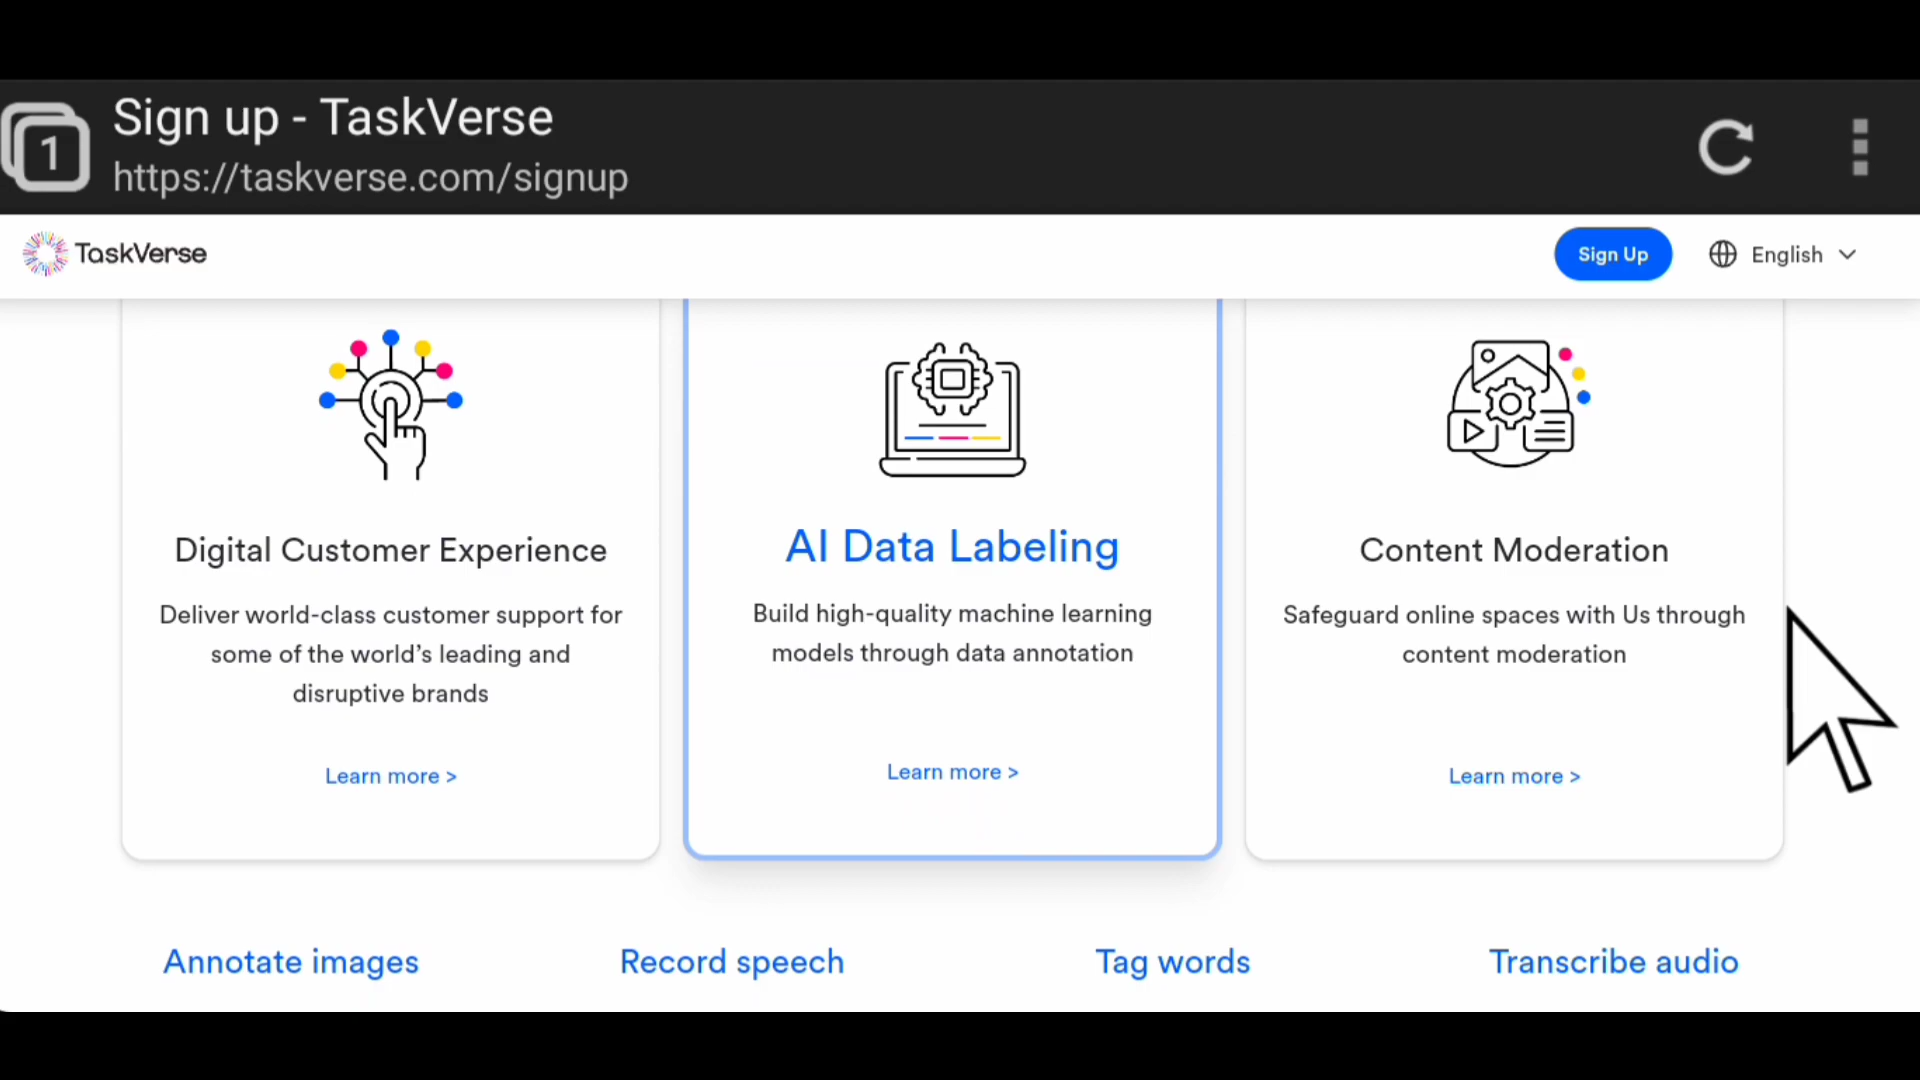 1
Sign up - TaskVerse
https://taskverse.com/signup
TaskVerse
Sign Up
English
Digital Customer Experience
Deliver world-class customer support for
some of the world's leading and
disruptive brands
Learn more >
AI Data Labeling
Build high-quality machine learning
models through data annotation
Learn more >
Content Moderation
Safeguard online spaces with Us through
content moderation
Learn more >
Annotate images
Record speech
Tag words
Transcribe audio